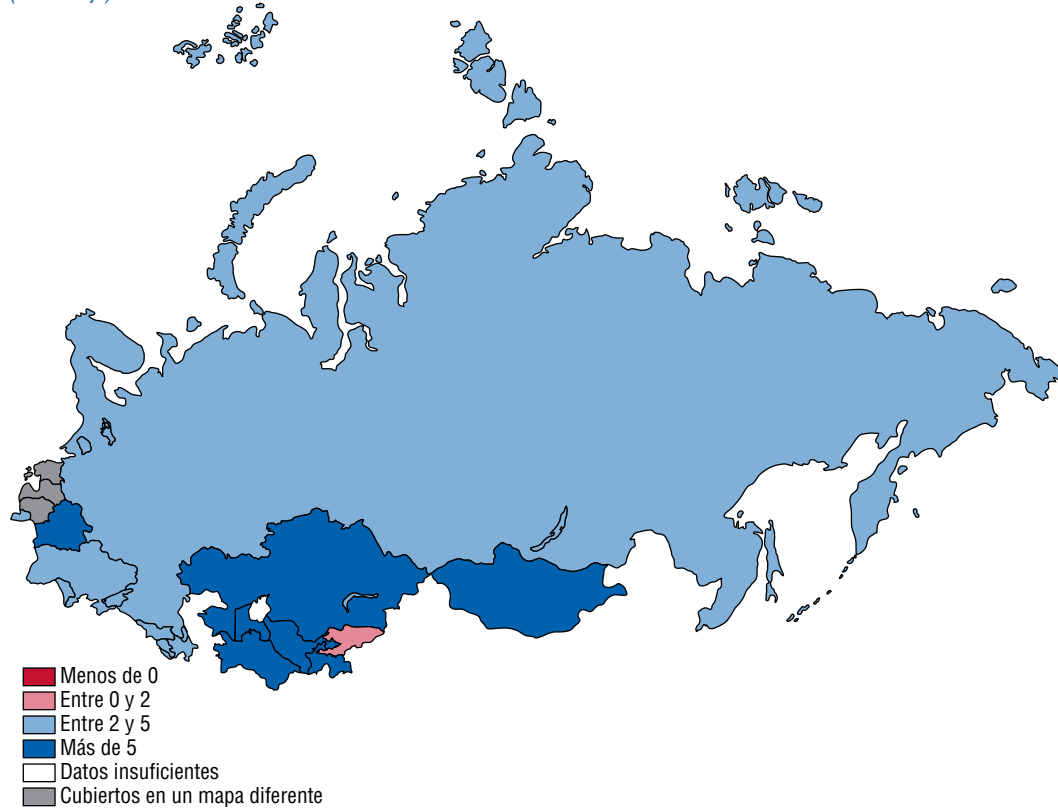 Menos de 0
Entre 0 y 2
Entre 2 y 5
Más de 5
Datos insuficientes
Cubiertos en un mapa diferente